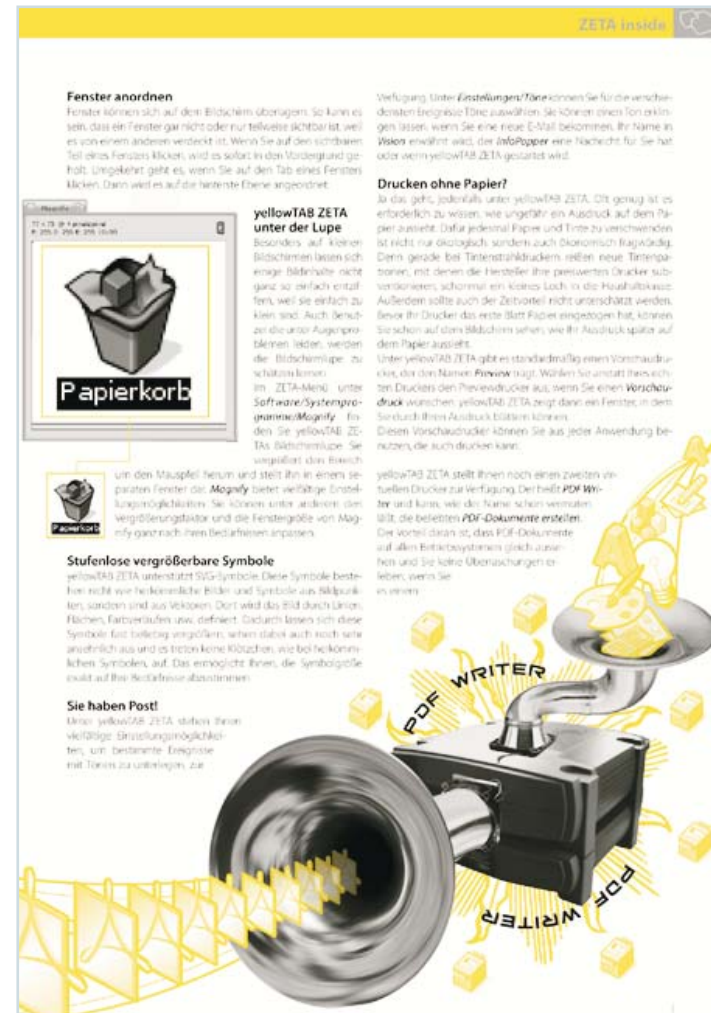 ZETA inside
Fenster anordnen
Fenster können sich auf dem Bildschirm überlagern. So kann es
sein, dass ein Fenster gar nicht oder nur teilweise sichtbar ist, weil
es von einem anderen verdeckt ist. Wenn Sie auf den sichtbaren
Teil eines Fensters klicken, wird es sofort in den Vordergrund ge-
holt. Umgekehrt geht es, wenn Sie auf den Tab eines Fensters
klicken. Dann wird es auf die hinterste Ebene angeordnet.
Magnify
Papierkorb
yellowTAB ZETA
unter der Lupe
Besonders auf kleinen
Bildschirmen lassen sich
einige Bildinhalte nicht
ganz so einfach entzif-
fern, weil sie einfach zu
klein sind. Auch Benut-
zer die unter Augenpro-
blemen leiden, werden
die Bildschirmlupe zu
schätzen lernen.
Im ZETA-Menü unter
Software/Systempro-
gramme/Magnify fin-
den Sie yellowTAB ZE-
TAs Bildschirmlupe. Sie
vergrößert den Bereich
um den Mauspfeil herum und stellt ihn in einem se-
paraten Fenster dar. Magnify bietet vielfältige Einstel-
lungsmöglichkeiten. Sie können unter anderem den
Vergrößerungsfaktor und die Fenstergröße von Mag-
nify ganz nach ihren Bedürfnissen anpassen.
Papierkorb
Stufenlose vergrößerbare Symbole
yellowTAB ZETA unterstützt SVG-Symbole. Diese Symbole beste-
hen nicht wie herkömmliche Bilder und Symbole aus Bildpunk-
ten, sondern sind aus Vektoren. Dort wird das Bild durch Linien,
Flächen, Farbverläufen usw. definiert. Dadurch lassen sich diese
Symbole fast beliebig vergrößern, sehen dabei auch noch sehr
ansehnlich aus und es treten keine Klötzchen, wie bei herkömm-
lichen Symbolen, auf. Das ermöglicht Ihnen, die Symbolgröße
exakt auf Ihre Bedürfnisse abzustimmen.
Sie haben Post!
Unter yellowTAB ZETA stehen Ihnen
vielfältige Einstellungsmöglichkei-
ten, um bestimmte Ereignisse
mit Tönen zu unterlegen, zur
Verfügung. Unter Einstellungen/Töne können Sie für die verschie-
densten Ereignisse Töne auswählen. Sie können einen Ton erklin-
gen lassen, wenn Sie eine neue E-Mail bekommen, Ihr Name in
Vision erwähnt wird, der InfoPopper eine Nachricht für Sie hat
oder wenn yellowTAB ZETA gestartet wird.
Drucken ohne Papier?
Ja das geht, jedenfalls unter yellowTAB ZETA. Oft genug ist es
erforderlich zu wissen, wie ungefähr ein Ausdruck auf dem Pa-
pier aussieht. Dafür jedesmal Papier und Tinte zu verschwenden
ist nicht nur ökologisch, sondern auch ökonomisch fragwürdig.
Denn gerade bei Tintenstrahldruckern, reißen neue Tintenpa-
tronen, mit denen die Hersteller ihre preiswerten Drucker sub-
ventionieren, schonmal ein kleines Loch in die Haushaltskasse.
Außerdem sollte auch der Zeitvorteil nicht unterschätzt werden.
Bevor Ihr Drucker das erste Blatt Papier eingezogen hat, können
Sie schon auf dem Bildschirm sehen, wie Ihr Ausdruck später auf
dem Papier aussieht.
Unter yellowTAB ZETA gibt es standardmäßig einen Vorschaudru-
cker, der den Namen Preview trägt. Wählen Sie anstatt Ihres ech-
ten Druckers den Previewdrucker aus, wenn Sie einen Vorschau-
druck wünschen. yellowTAB ZETA zeigt dann ein Fenster, in dem
Sie durch Ihren Ausdruck blättern können.
Diesen Vorschaudrucker können Sie aus jeder Anwendung be-
nutzen, die auch drucken kann.
yellowTAB ZETA stellt Ihnen noch einen zweiten vir-
tuellen Drucker zur Verfügung. Der heißt PDF Wri-
ter und kann, wie der Name schon vermuten
läßt, die beliebten PDF-Dokumente erstellen.
Der Vorteil daran ist, dass PDF-Dokumente
auf allen Betriebssystemen gleich ausse-
hen und Sie keine Überraschungen er-
leben, wenn Sie
in einem
PDF WRITER
PDF WRITER